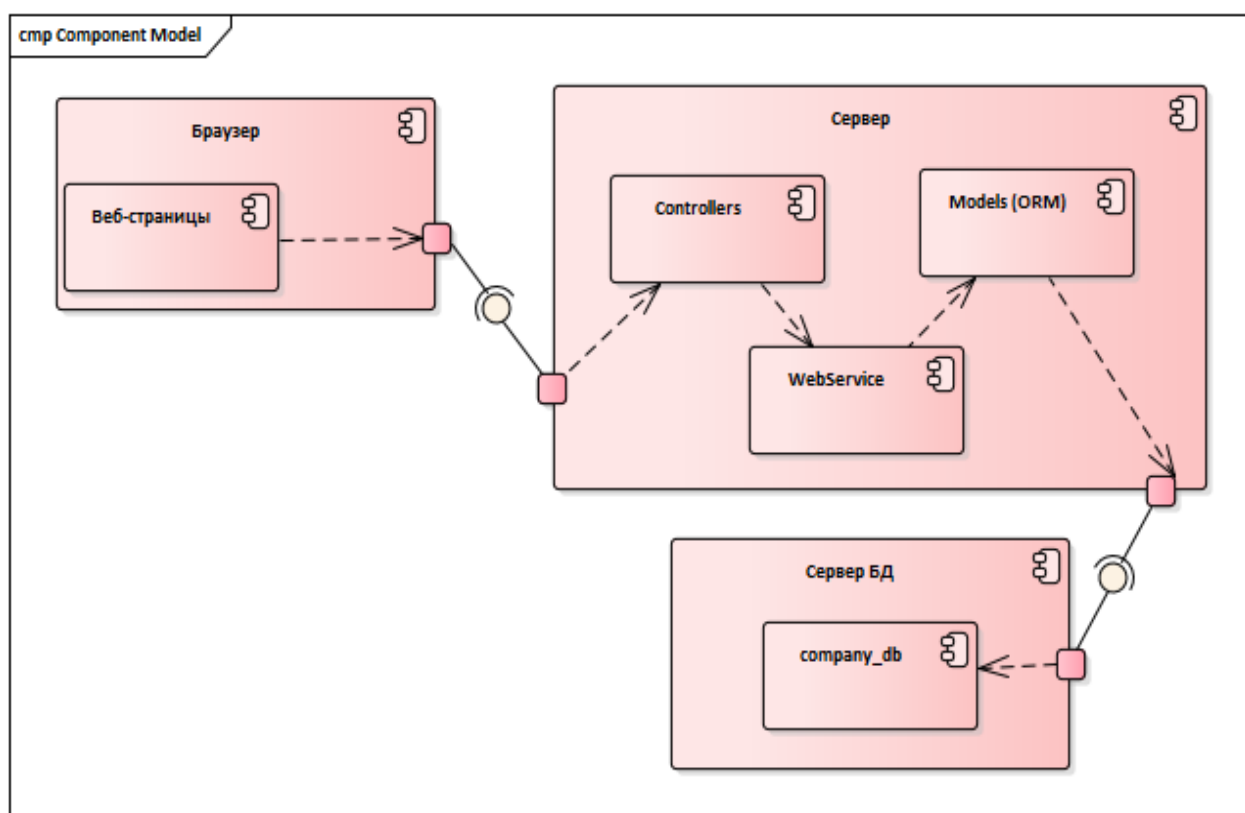 cmp Component Model
Браузер
Веб-страницы
Сервер
Controllers
Models (ORM)
WebService
Сервер БД
company_db